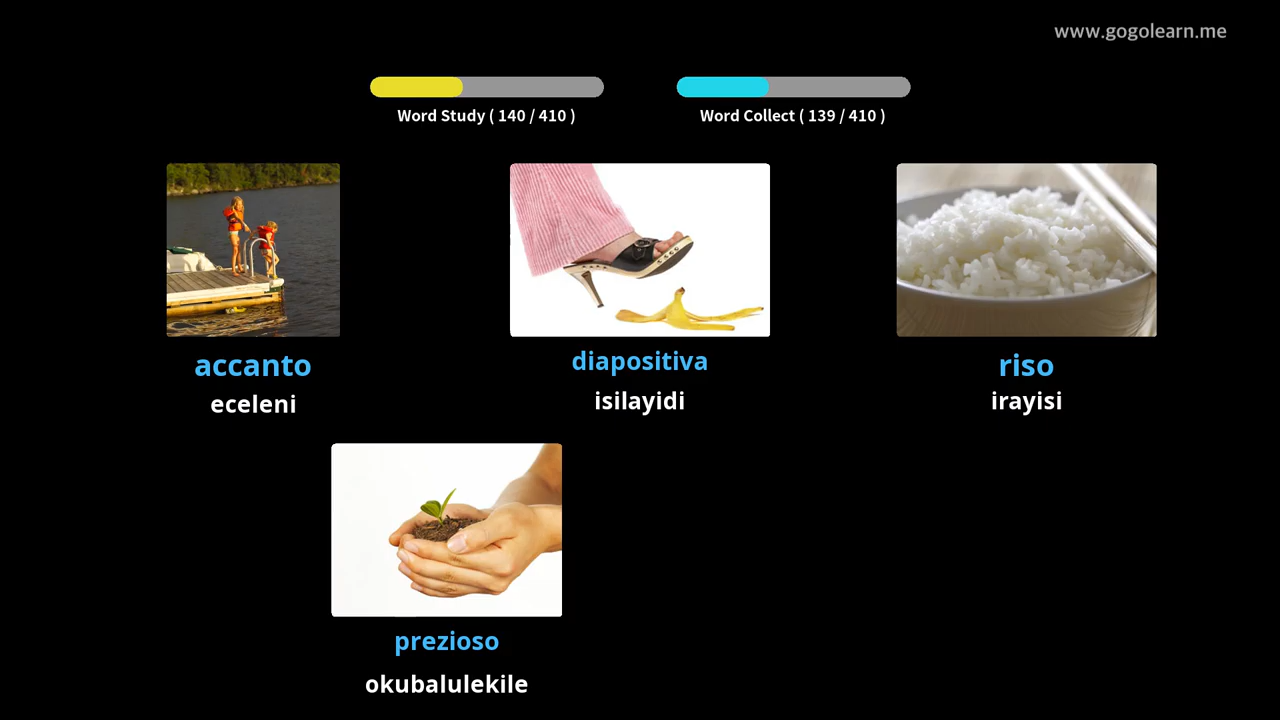 www.gogolearn.me
Word Study ( 140 / 410 )
Word Collect ( 139 / 410 )
accanto
eceleni
diapositiva
isilayidi
riso
irayisi
prezioso
okubalulekile